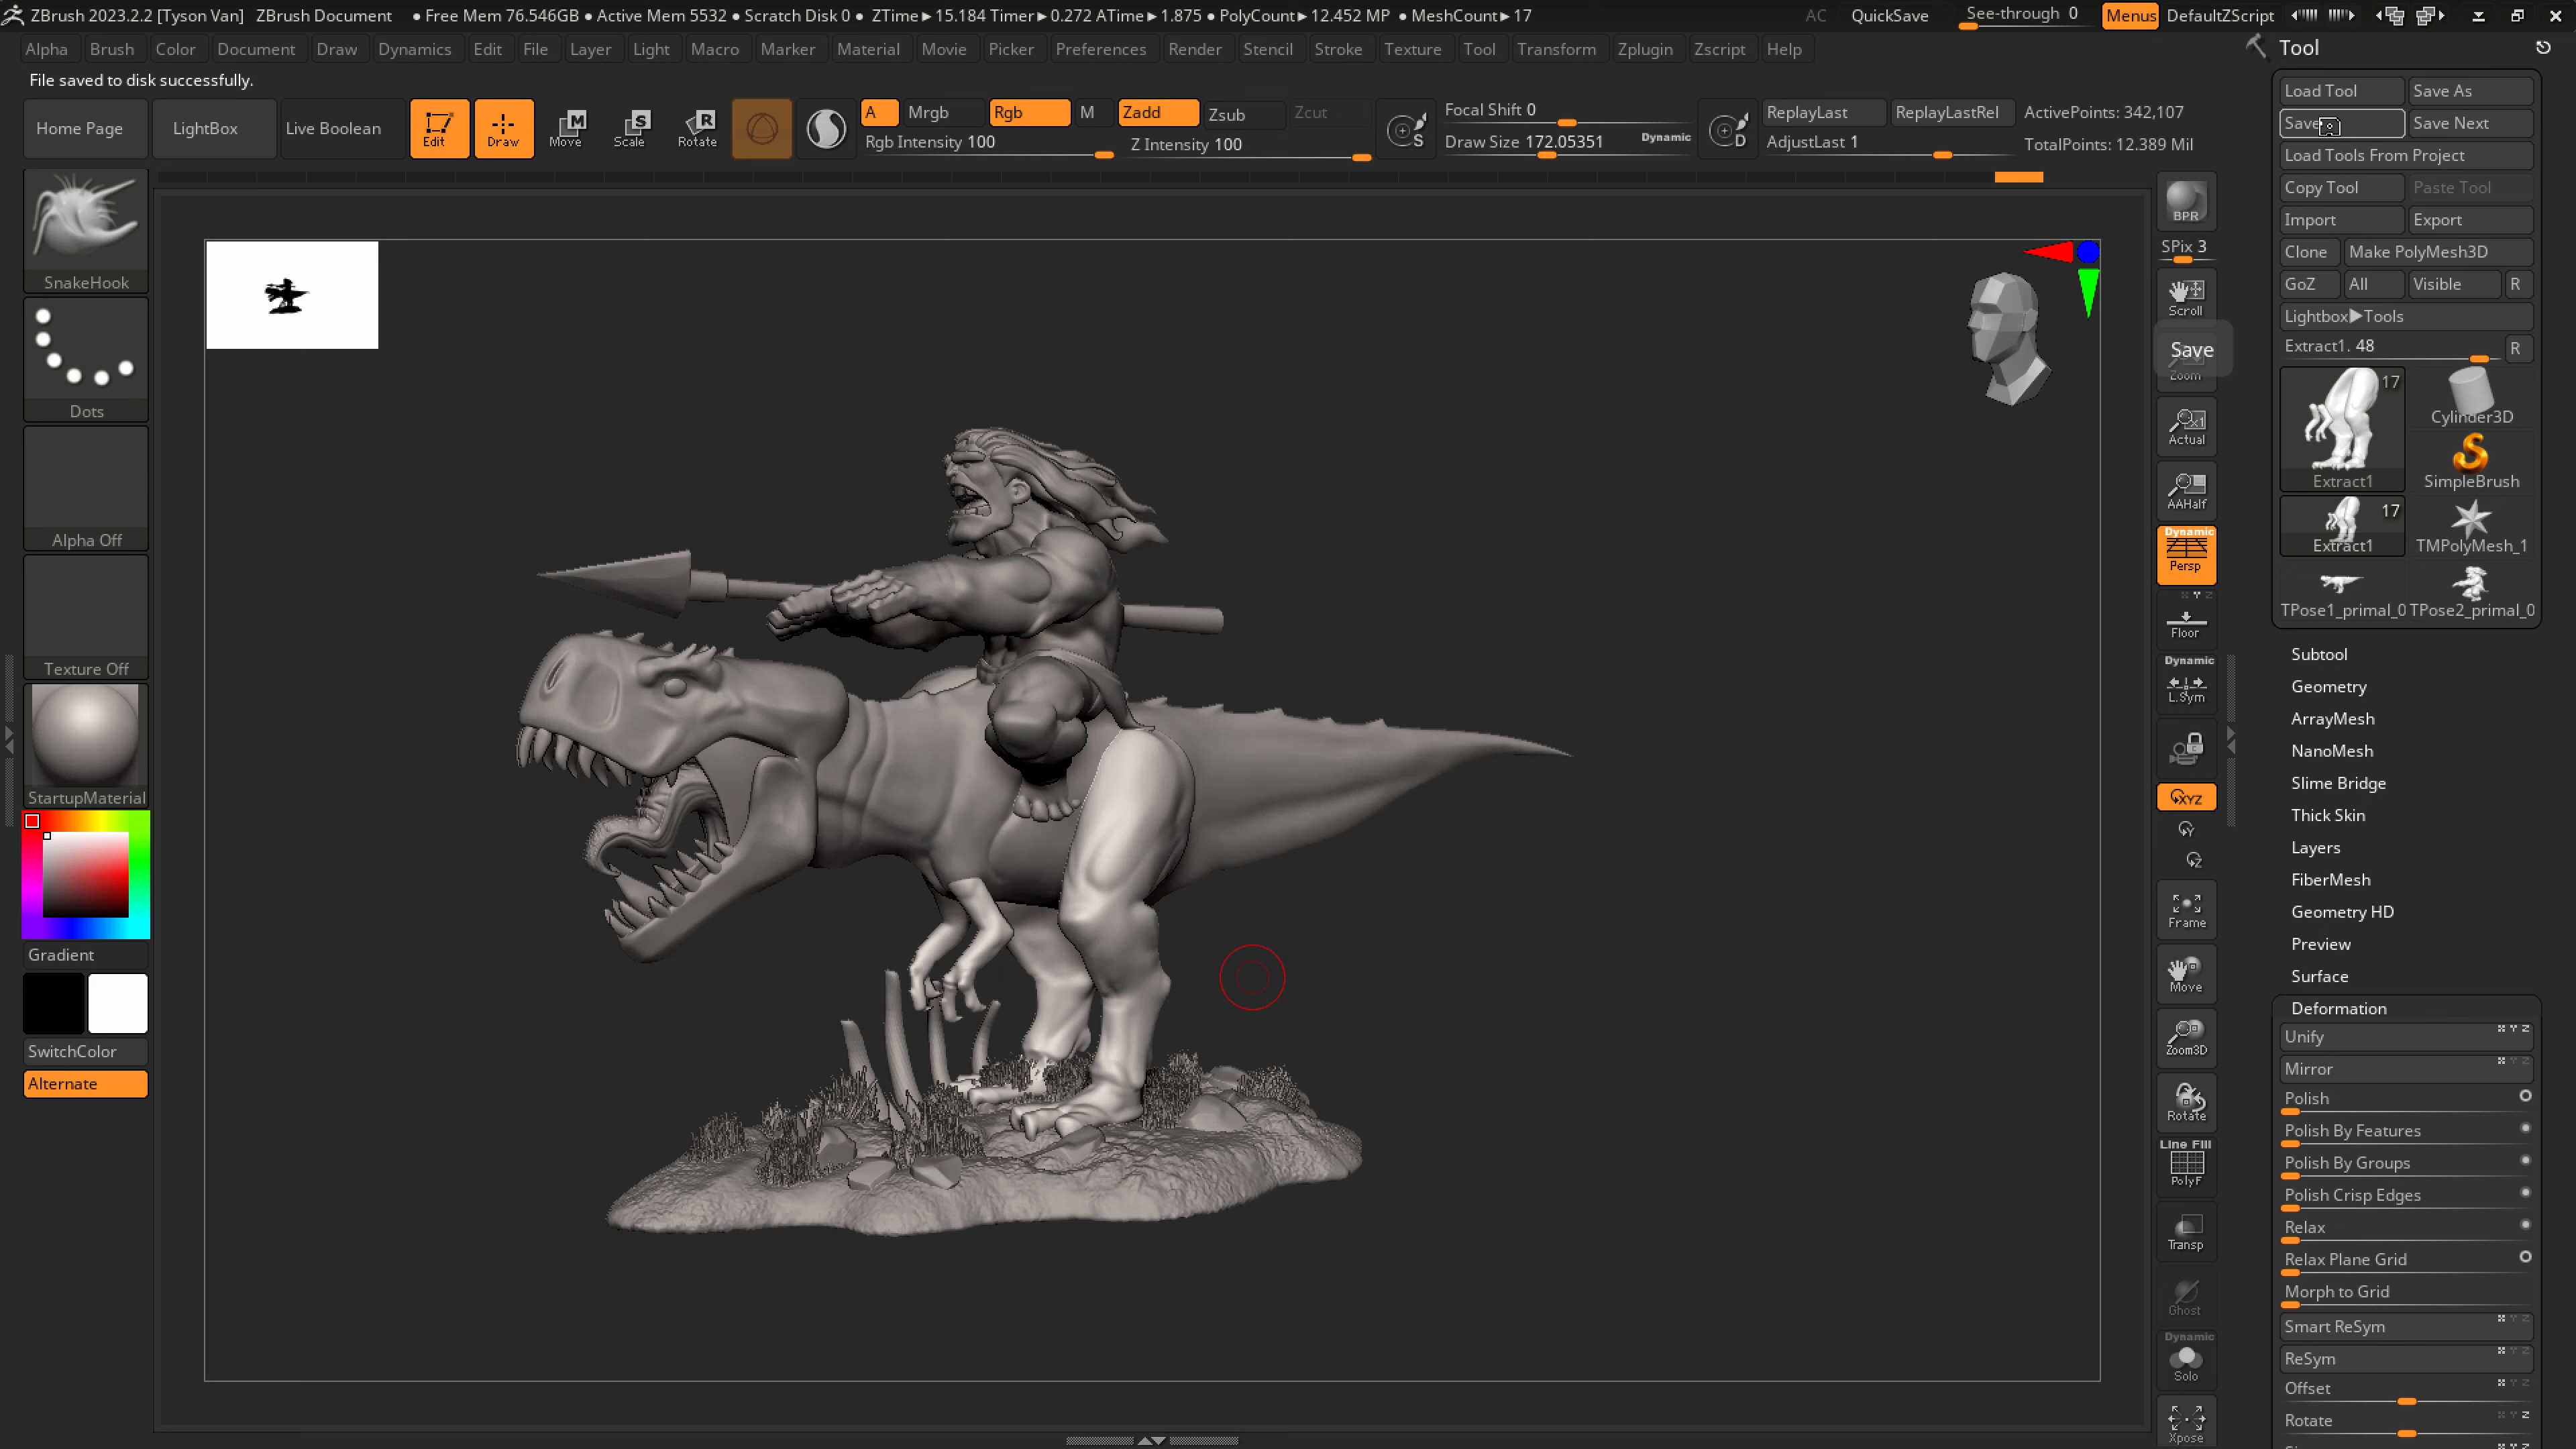 ZBrush 2023.2.2 [Tyson Van] ZBrush Document • Free Mem 76.546GB • Active Mem 5532 • Scratch Disk 0 • ZTime►15.184 Timer►0.272 ATime►1.875 • PolyCount►12.452 MP • MeshCount►17 AC QuickSave See-through 0 Menus DefaultZScript
Alpha Brush Color Document Draw Dynamics Edit File Layer Light Macro Marker Material Movie Picker Preferences Render Stencil Stroke Texture Tool Transform Zplugin Zscript Help
File saved to disk successfully.
Home Page LightBox Live Boolean Edit Draw Move Scale Rotate
M S R
A Mrgb Rgb M Zadd Zsub Zcut
Rgb Intensity 100 Z Intensity 100
S Focal Shift 0
Draw Size 172.05351 Dynamic
D ReplayLast ReplayLastRel
AdjustLast 1
ActivePoints: 342,107
TotalPoints: 12.389 Mil
SnakeHook
Dots
Alpha Off
Texture Off
StartupMaterial
Gradient
SwitchColor
Alternate
BPR
SPix 3
Scroll
Save
Zoom
Actual
AAHalf
Dynamic
Persp
Floor
Dynamic
L.Sym
XYZ
Y
Z
Frame
Move
Zoom3D
Rotate
Line Fill
PolyF
Transp
Ghost
Dynamic
Solo
Xpose
Tool
Load Tool Save As
Save Save Next
Load Tools From Project
Copy Tool Paste Tool
Import Export
Clone Make PolyMesh3D
GoZ All Visible R
Lightbox►Tools
Extract1. 48 R
17
Extract1 Cylinder3D
SimpleBrush
17
Extract1 TMPolyMesh_1
TPose1_primal_0 TPose2_primal_0
Subtool
Geometry
ArrayMesh
NanoMesh
Slime Bridge
Thick Skin
Layers
FiberMesh
Geometry HD
Preview
Surface
Deformation
Unify
Mirror
Polish
Polish By Features
Polish By Groups
Polish Crisp Edges
Relax
Relax Plane Grid
Morph to Grid
Smart ReSym
ReSym
Offset
Rotate